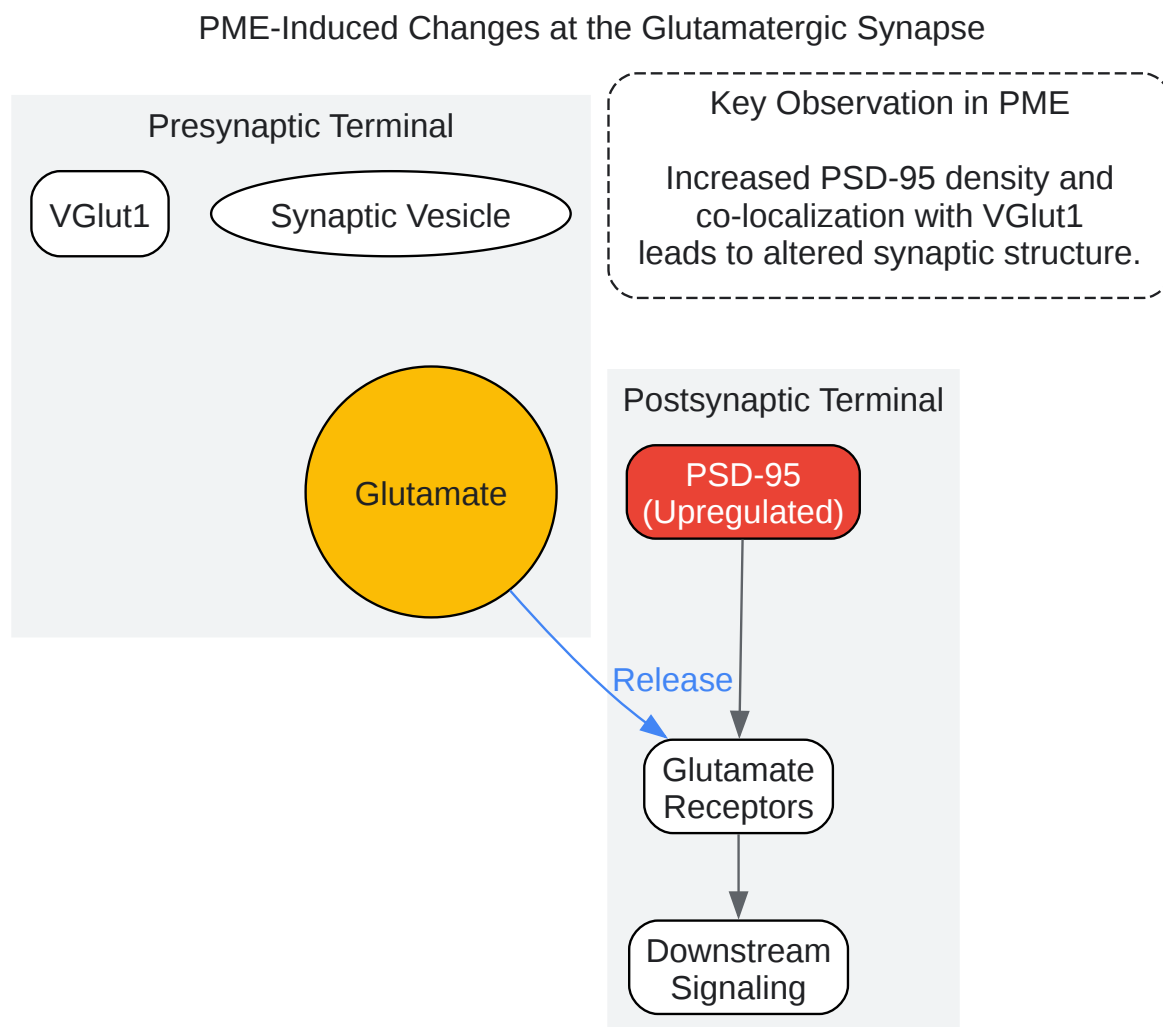 PME-Induced Changes at the Glutamatergic Synapse
Presynaptic Terminal
VGlut1
Synaptic Vesicle
Key Observation in PME
Increased PSD-95 density and
co-localization with VGlut1
leads to altered synaptic structure.
Glutamate
Postsynaptic Terminal
PSD-95
(Upregulated)
Release
Glutamate
Receptors
Downstream
Signaling